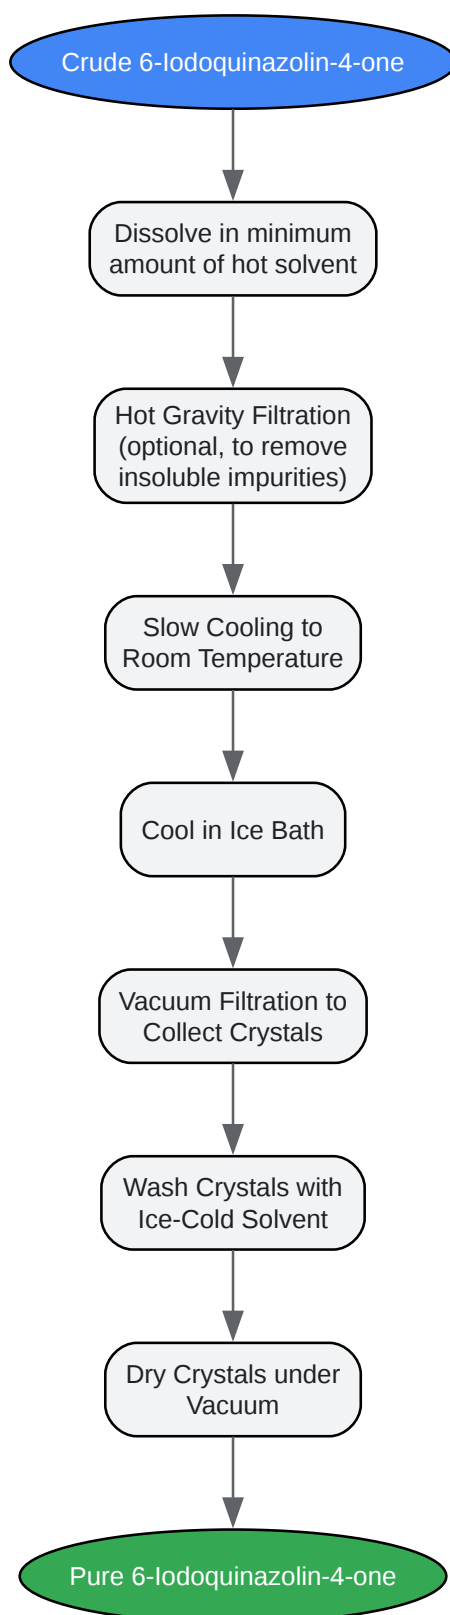 Crude 6-Iodoquinazolin-4-one
Dissolve in minimum
amount of hot solvent
Hot Gravity Filtration
(optional, to remove
insoluble impurities)
Slow Cooling to
Room Temperature
Cool in Ice Bath
Vacuum Filtration to
Collect Crystals
Wash Crystals with
Ice-Cold Solvent
Dry Crystals under
Vacuum
Pure 6-Iodoquinazolin-4-one